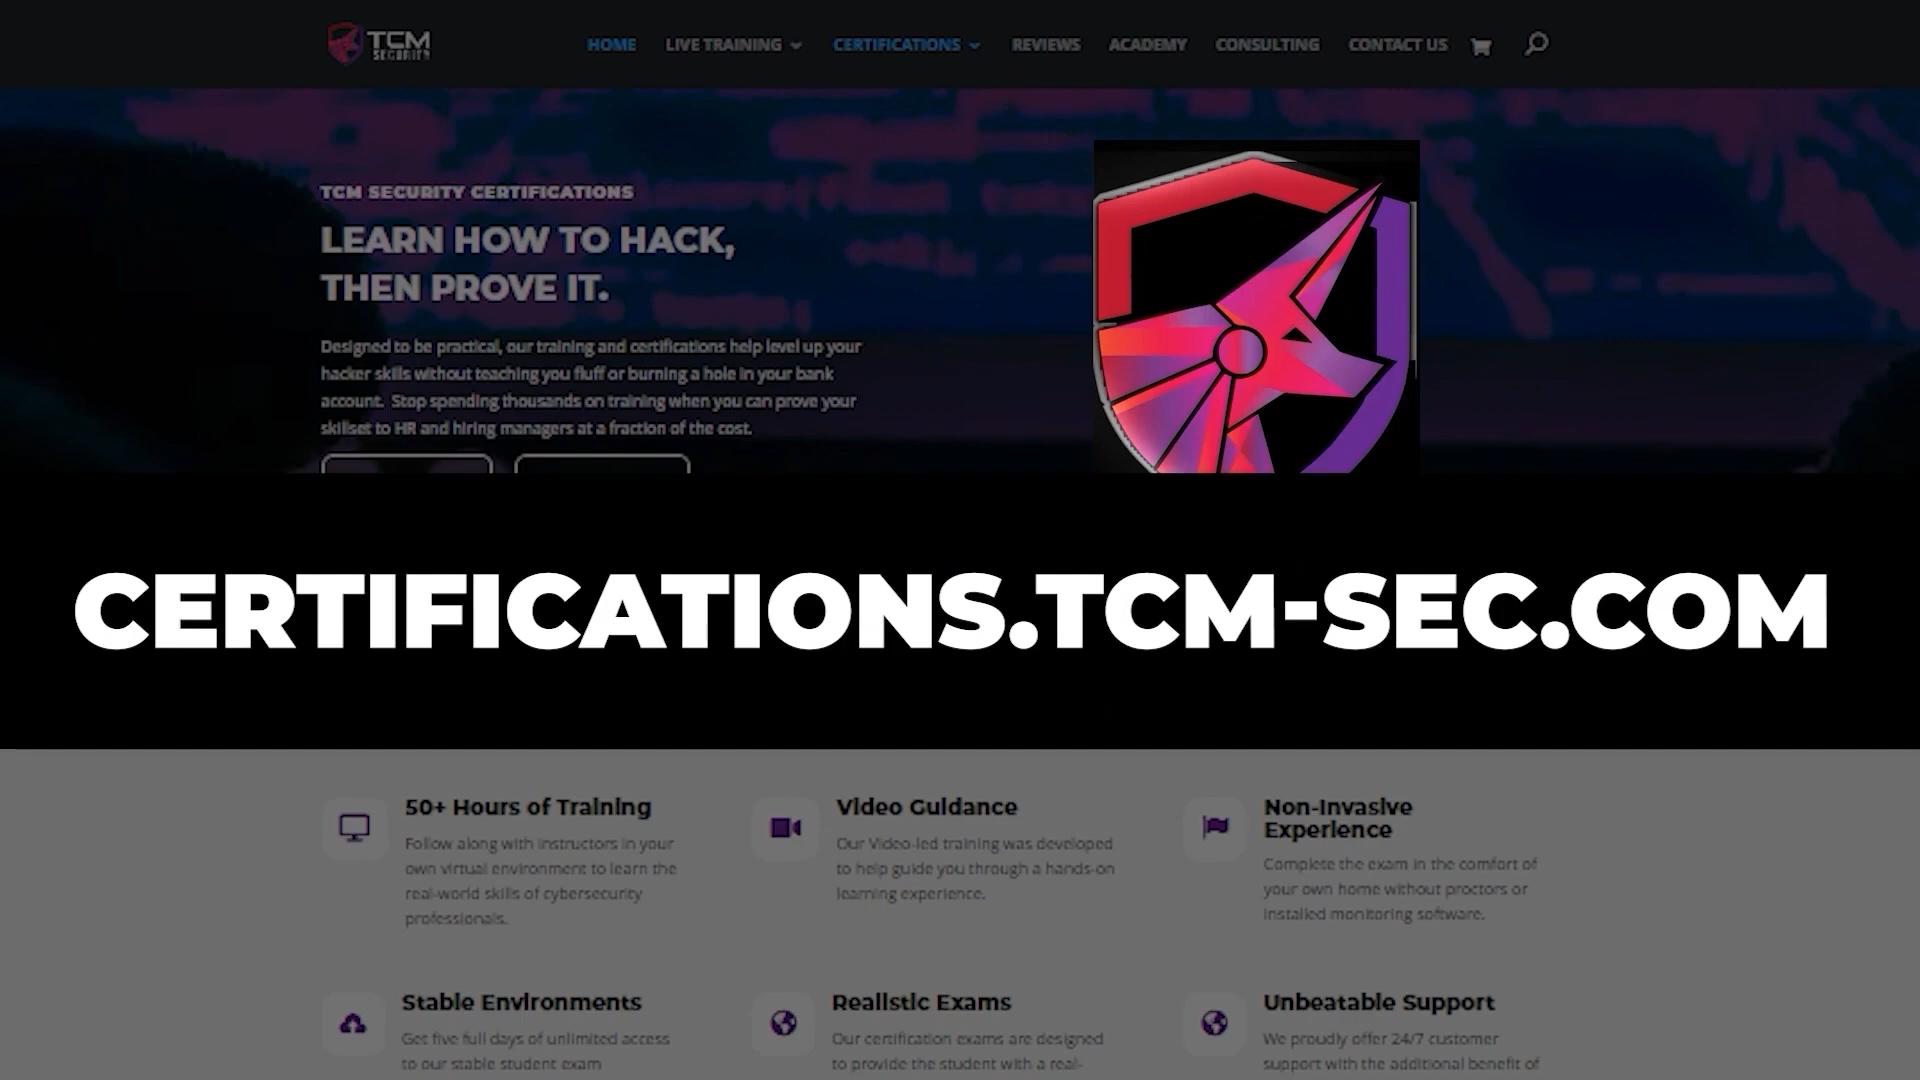 TCM
SECURITY
HOME LIVE TRAINING CERTIFICATIONS REVIEWS ACADEMY CONSULTING CONTACT US
TCM SECURITY CERTIFICATIONS
LEARN HOW TO HACK,
THEN PROVE IT.
Designed to be practical, our training and certifications help level up your
hacker skills without teaching you fluff or burning a hole in your bank
account. Stop spending thousands on training when you can prove your
skillset to HR and hiring managers at a fraction of the cost.
CERTIFICATIONS.TCM-SEC.COM
50+ Hours of Training
Follow along with instructors in your
own virtual environment to learn the
real-world skills of cybersecurity
professionals.
Video Guidance
Our Video-led training was developed
to help guide you through a hands-on
learning experience.
Non-Invasive
Experience
Complete the exam in the comfort of
your own home without proctors or
installed monitoring software.
Stable Environments
Get five full days of unlimited access
to our stable student exam
Realistic Exams
Our certification exams are designed
to provide the student with a real-
Unbeatable Support
We proudly offer 24/7 customer
support with the additional benefit of